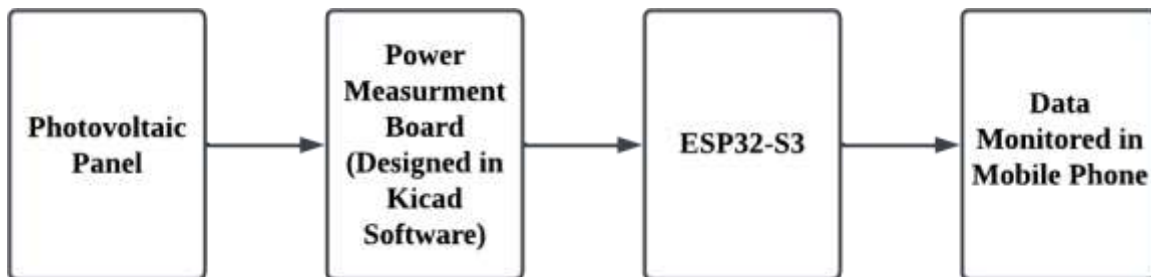 Photovoltaic
Panel
Power
Measurment
Board
(Designed in
Kicad
Software)
ESP32-S3
Data
Monitored in
Mobile Phone